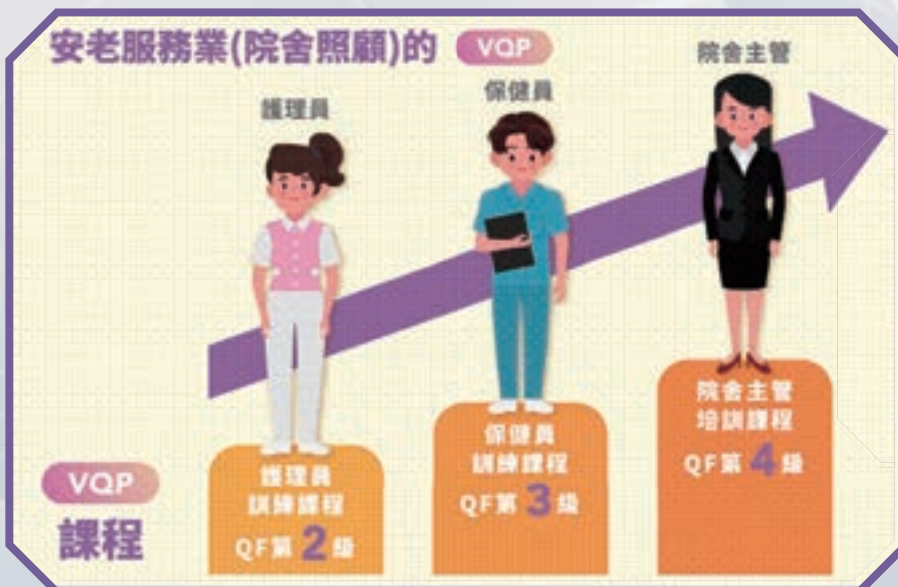 安老服務業(院舍照顧)的 VQP
護理員
保健員
院舍主管
護理員
訓練課程
QF第2級
保健員
訓練課程
QF第3級
院舍主管
培訓課程
QF第4級
VQP
課程